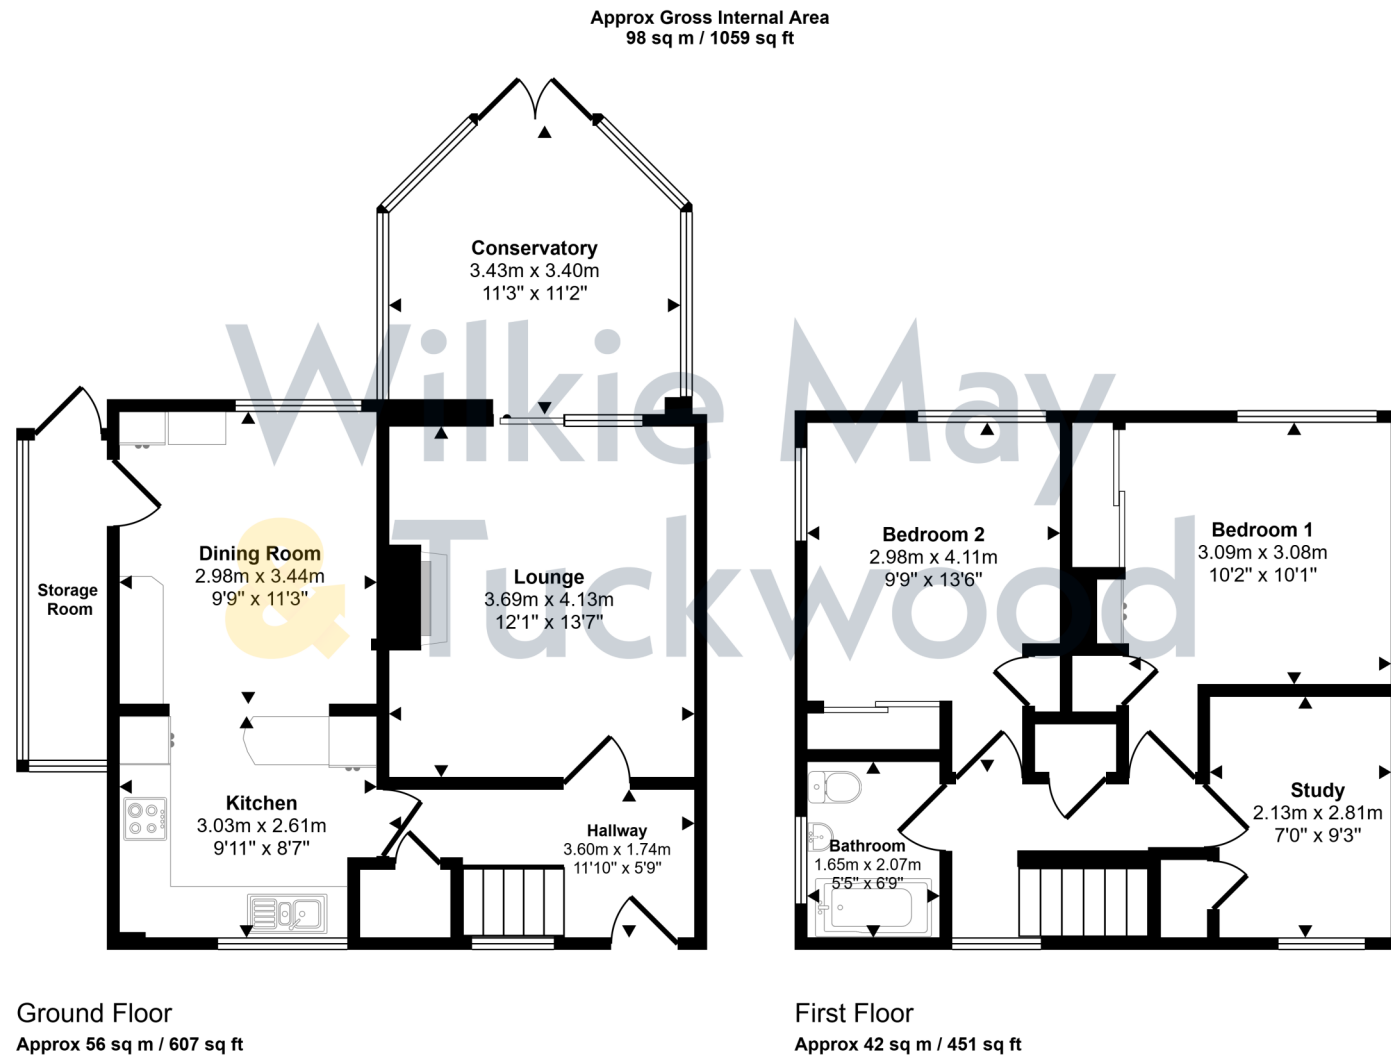 Approx Gross Internal Area
98 sq m / 1059 sq ft
Conservatory
3.43m x 3.40m
11'3" x 11'2"
Wilkie May
& Tuckwood
Storage
Room
Dining Room
2.98m x 3.44m
9'9" x 11'3"
Lounge
3.69m x 4.13m
12'1" x 13'7"
Kitchen
3.03m x 2.61m
9'11" x 8'7"
Hallway
3.60m x 1.74m
11'10" x 5'9"
Bedroom 2
2.98m x 4.11m
9'9" x 13'6"
Bedroom 1
3.09m x 3.08m
10'2" x 10'1"
Study
2.13m x 2.81m
7'0" x 9'3"
Bathroom
1.65m x 2.07m
5'5" x 6'9"
Ground Floor
Approx 56 sq m / 607 sq ft
First Floor
Approx 42 sq m / 451 sq ft